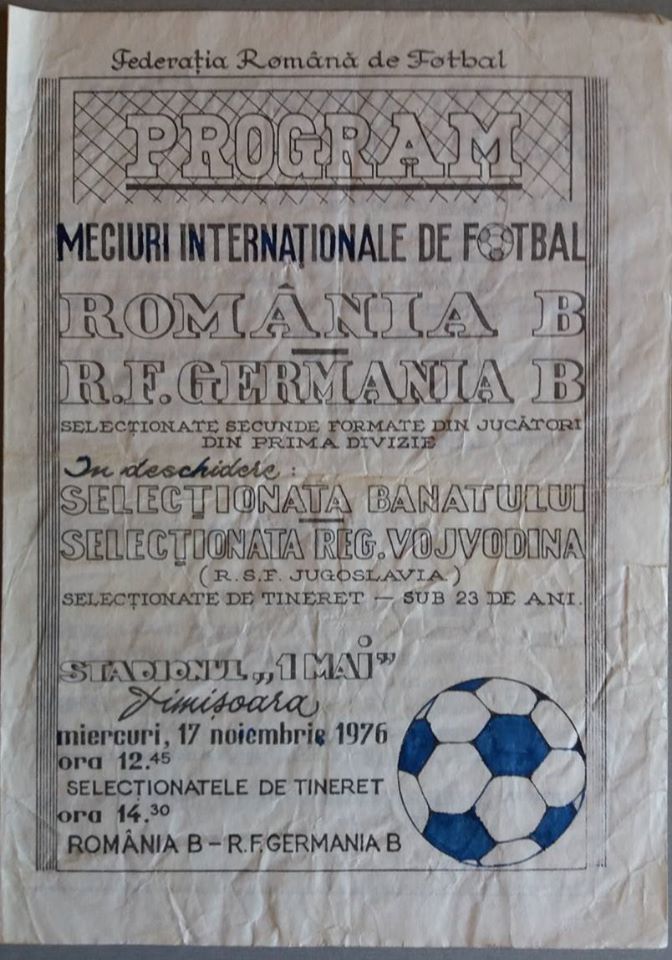 Federația Română de Fotbal
PROGRAM
MECIURI INTERNAȚIONALE DE FOTBAL
ROMÂNIA B
—
R.F. GERMANIA B
SELECȚIONATE SECUNDE FORMATE DIN JUCĂTORI
DIN PRIMA DIVIZIE
In deschidere:
SELECȚIONATA BANATULUI
—
SELECȚIONATA REG. VOJVODINA
(R.S.F. JUGOSLAVIA)
SELECȚIONATE DE TINERET — SUB 23 DE ANI.
STADIONUL „1 MAI”
Timișoara
miercuri, 17 noiembrie 1976
ora 12.45
SELECȚIONATELE DE TINERET
ora 14.30
ROMÂNIA B – R.F. GERMANIA B